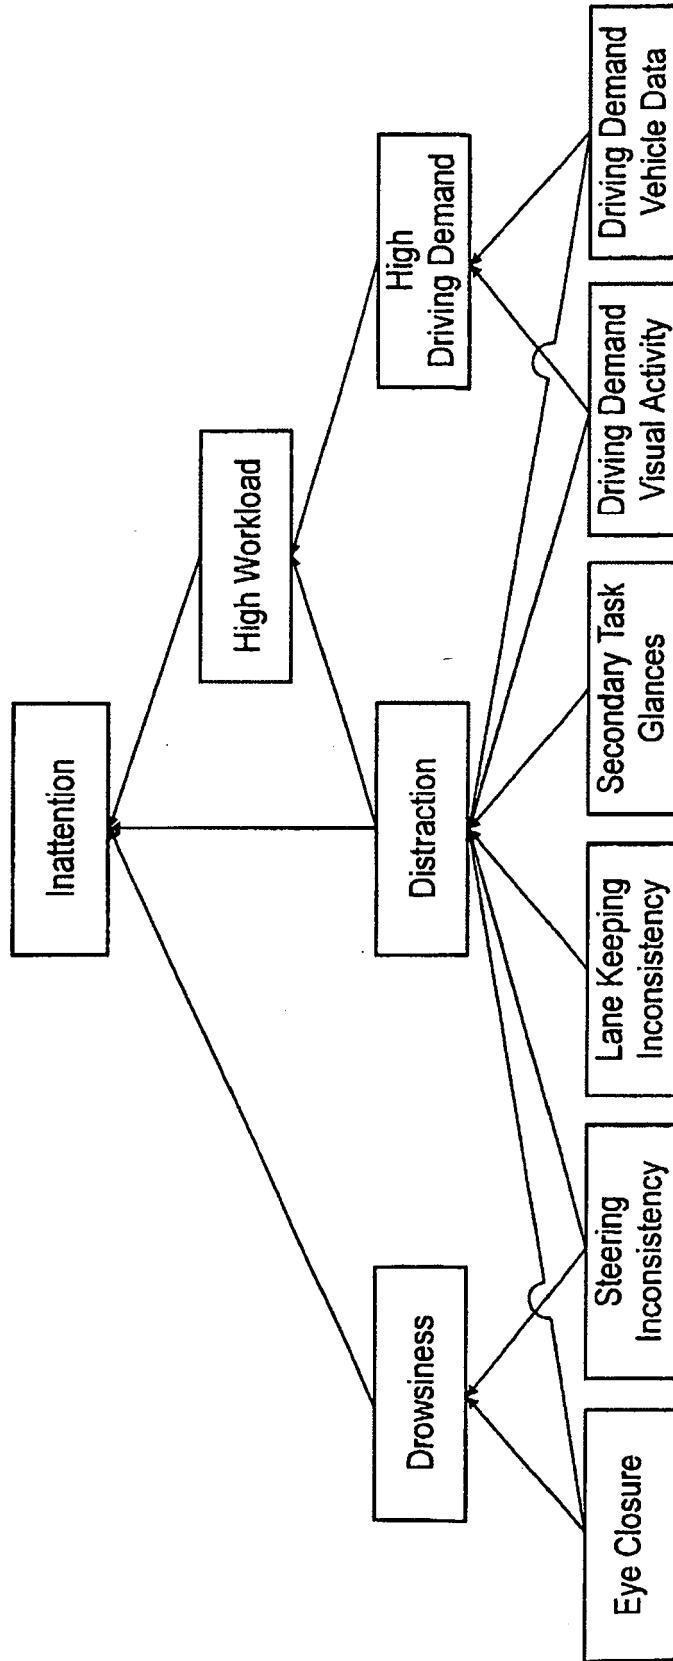 Inattention
High Workload
Drowsiness
Distraction
High
Driving Demand
Eye Closure
Steering
Inconsistency
Lane Keeping
Inconsistency
Secondary Task
Glances
Driving Demand
Visual Activity
Driving Demand
Vehicle Data